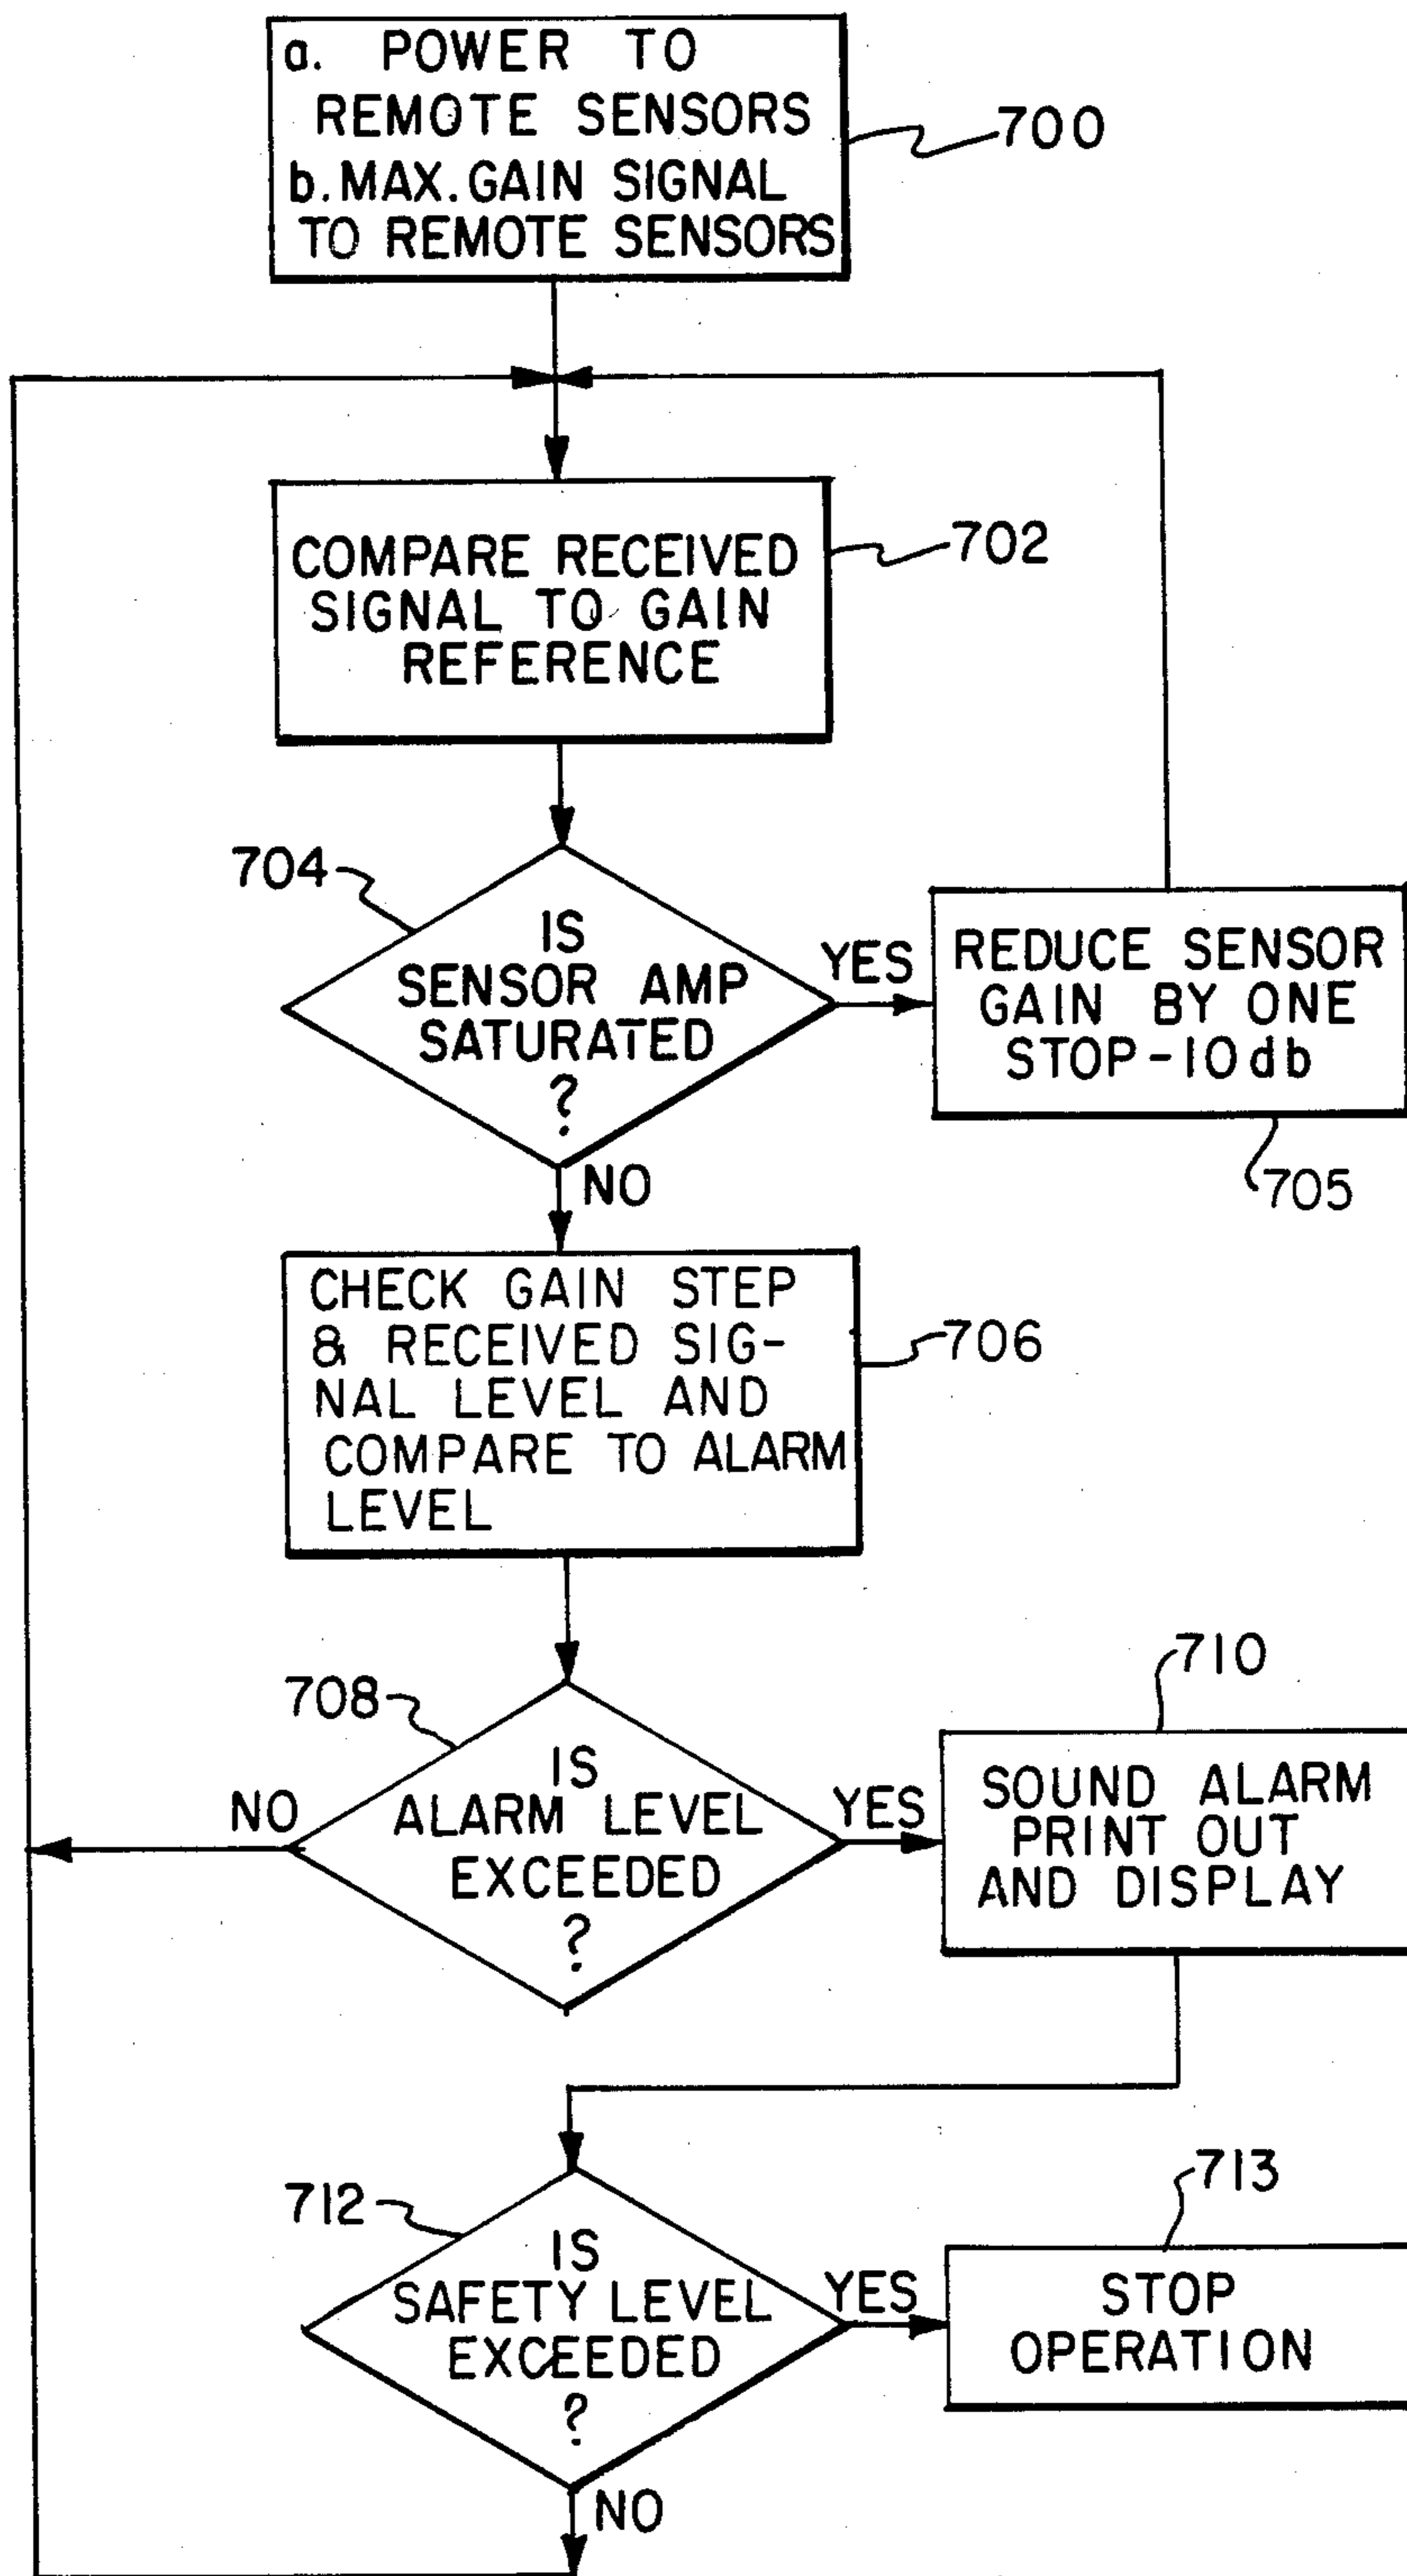 a. POWER TO
REMOTE SENSORS
b. MAX. GAIN SIGNAL
TO REMOTE SENSORS
700
COMPARE RECEIVED
SIGNAL TO GAIN
REFERENCE
702
704
IS
SENSOR AMP
SATURATED
?
YES
NO
REDUCE SENSOR
GAIN BY ONE
STOP-10db
705
CHECK GAIN STEP
& RECEIVED SIG-
NAL LEVEL AND
COMPARE TO ALARM
LEVEL
706
708
IS
ALARM LEVEL
EXCEEDED
?
NO
YES
710
SOUND ALARM
PRINT OUT
AND DISPLAY
712
IS
SAFETY LEVEL
EXCEEDED
?
YES
NO
713
STOP
OPERATION